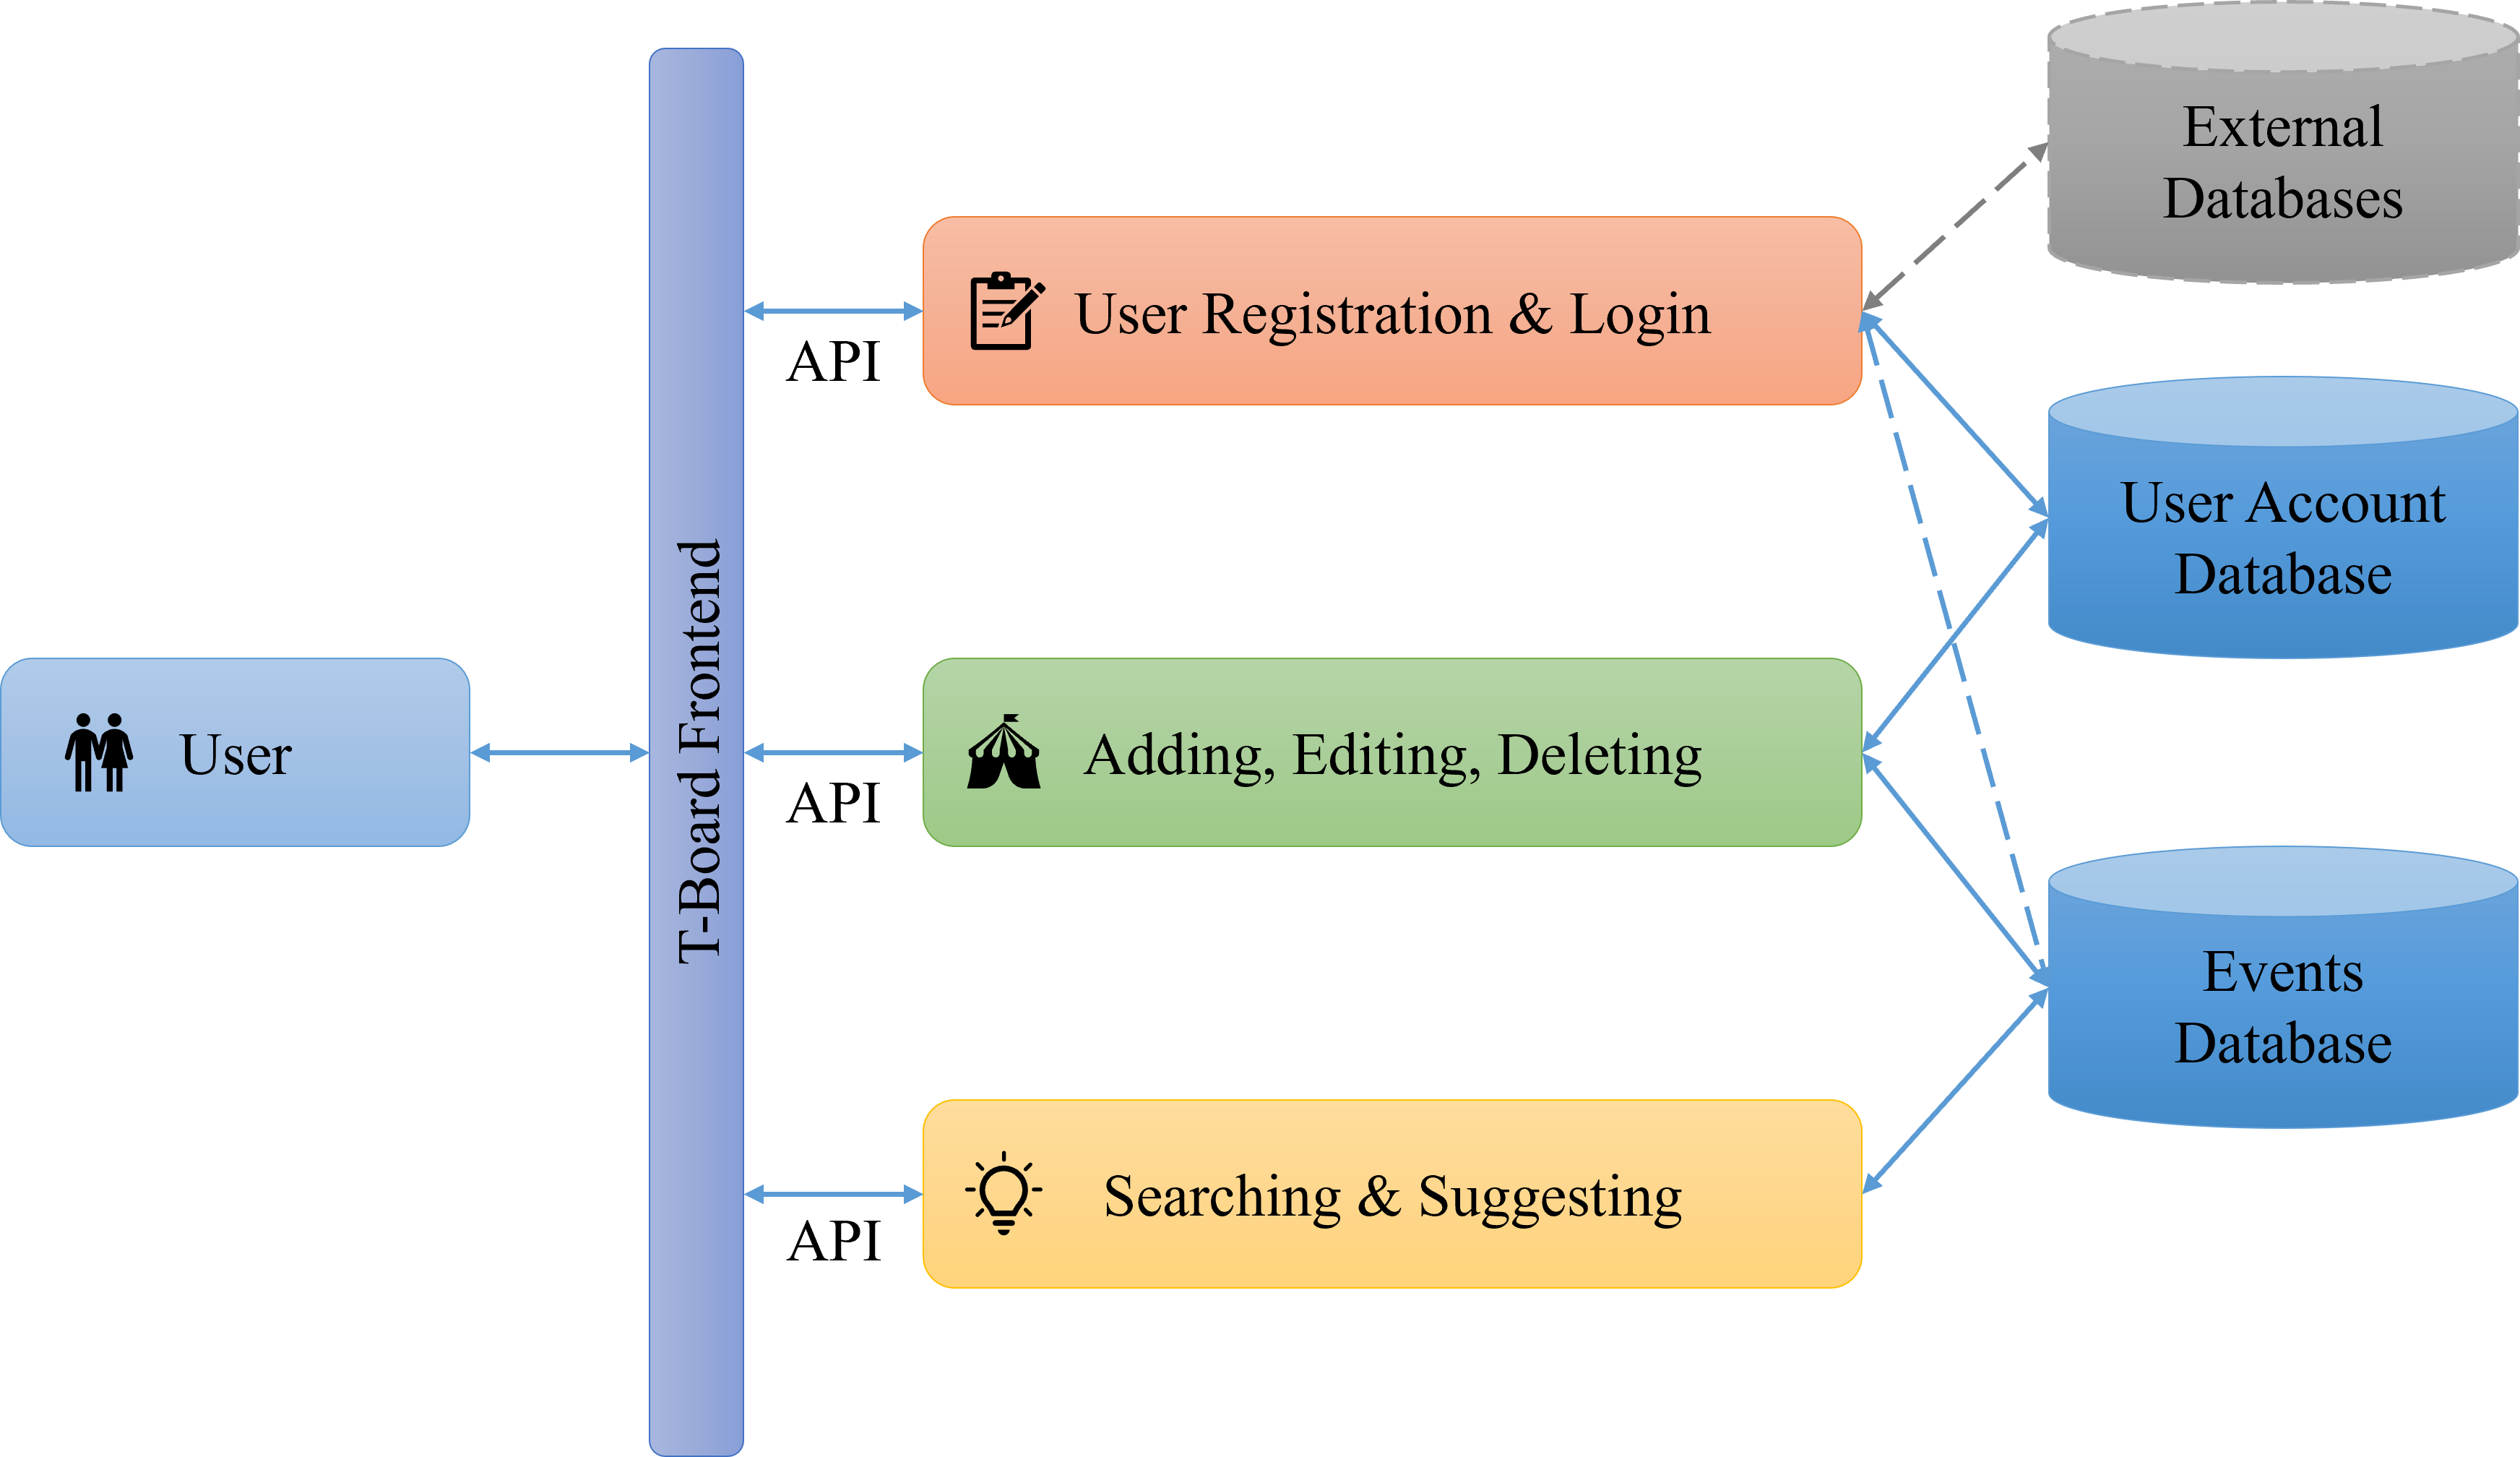 User
T-Board Frontend
API
API
API
User Registration & Login
Adding, Editing, Deleting
Searching & Suggesting
External
Databases
User Account
Database
Events
Database